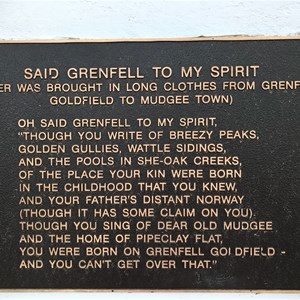 SAID GRENFELL TO MY SPIRIT
ER WAS BROUGHT IN LONG CLOTHES FROM GRENF
GOLDFIELD TO MUDGEE TOWN)
OH SAID GRENFELL TO MY SPIRIT,
"THOUGH YOU WRITE OF BREEZY PEAKS,
GOLDEN GULLIES, WATTLE SIDINGS,
AND THE POOLS IN SHE-OAK CREEKS,
OF THE PLACE YOUR KIN WERE BORN
IN THE CHILDHOOD THAT YOU KNEW,
AND YOUR FATHER'S DISTANT NORWAY
(THOUGH IT HAS SOME CLAIM ON YOU).
THOUGH YOU SING OF DEAR OLD MUDGEE
AND THE HOME OF PIPECLAY FLAT,
YOU WERE BORN ON GRENFELL GOLDFIELD -
AND YOU CAN'T GET OVER THAT."